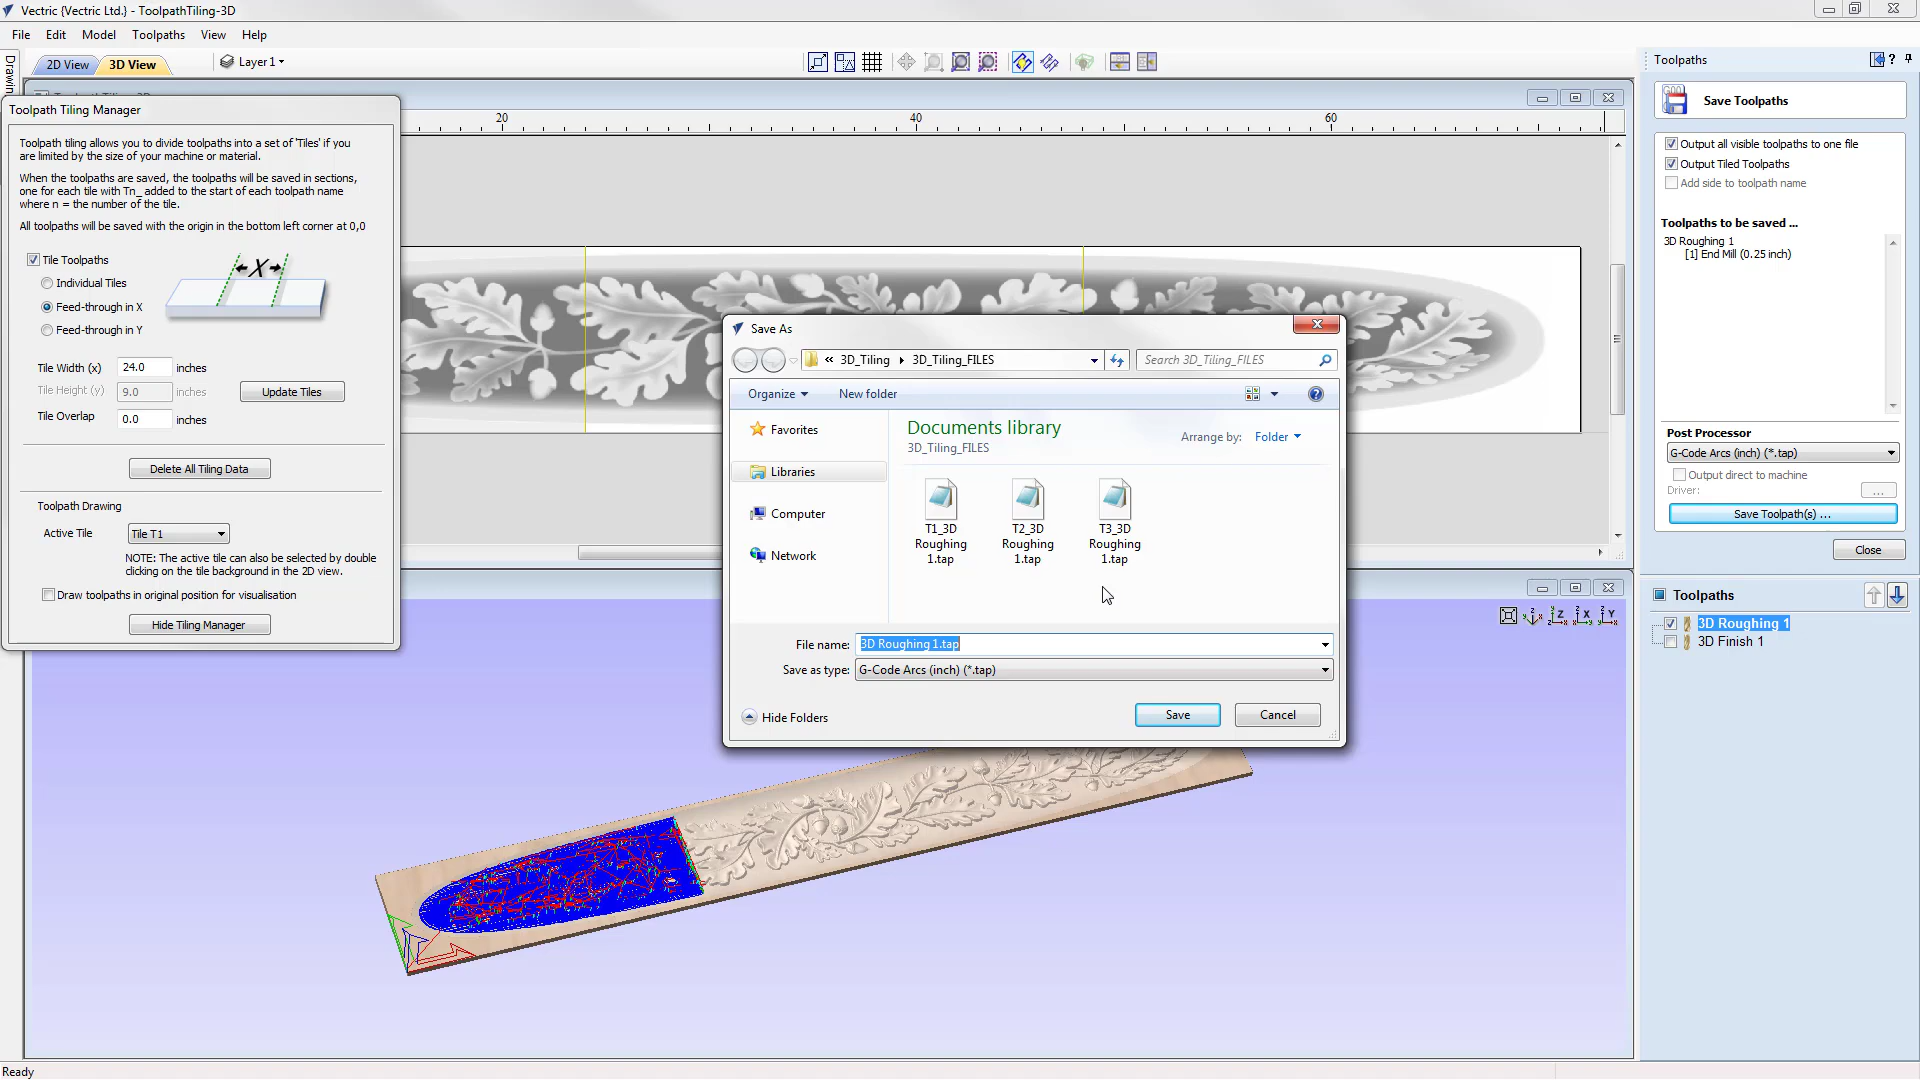 Vectric {Vectric Ltd.} - ToolpathTiling-3D
File Edit Model Toolpaths View Help
2D View 3D View Layer 1
Drawin
Toolpath Tiling Manager
Toolpath tiling allows you to divide toolpaths into a set of 'Tiles' if you
are limited by the size of your machine or material.
When the toolpaths are saved, the toolpaths will be saved in sections,
one for each tile with Tn_ added to the start of each toolpath name
where n = the number of the tile.
All toolpaths will be saved with the origin in the bottom left corner at 0,0
Tile Toolpaths
Individual Tiles
Feed-through in X
Feed-through in Y
X
Tile Width (x) 24.0 inches
Tile Height (y) 9.0 inches
Update Tiles
Tile Overlap 0.0 inches
Delete All Tiling Data
Toolpath Drawing
Active Tile Tile T1
NOTE: The active tile can also be selected by double
clicking on the tile background in the 2D view.
Draw toolpaths in original position for visualisation
Hide Tiling Manager
20 40 60
Save As
« 3D_Tiling 3D_Tiling_FILES
Search 3D_Tiling_FILES
Organize New folder
Favorites
Libraries
Computer
Network
Documents library
3D_Tiling_FILES
Arrange by: Folder
T1_3D
Roughing
1.tap
T2_3D
Roughing
1.tap
T3_3D
Roughing
1.tap
File name: 3D Roughing 1.tap
Save as type: G-Code Arcs (inch) (*.tap)
Hide Folders
Save Cancel
Toolpaths
Save Toolpaths
Output all visible toolpaths to one file
Output Tiled Toolpaths
Add side to toolpath name
Toolpaths to be saved ...
3D Roughing 1
[1] End Mill (0.25 inch)
Post Processor
G-Code Arcs (inch) (*.tap)
Output direct to machine
Driver: ...
Save Toolpath(s) ...
Close
Toolpaths
3D Roughing 1
3D Finish 1
Ready